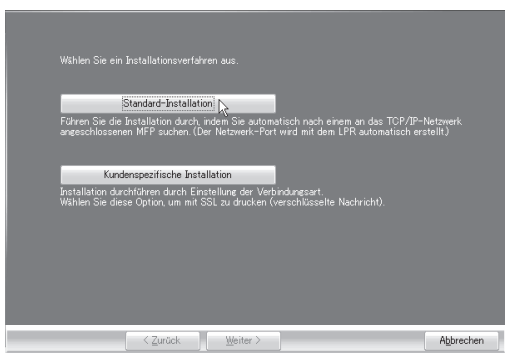 Wählen Sie ein Installationsverfahren aus.
Standard-Installation
Führen Sie die Installation durch, indem Sie automatisch nach einem an das TCP/IP-Netzwerk
angeschlossenen MFP suchen. (Der Netzwerk-Port wird mit dem LPR automatisch erstellt.)
Kundenspezifische Installation
Installation durchführen durch Einstellung der Verbindungsart.
Wählen Sie diese Option, um mit SSL zu drucken (verschlüsselte Nachricht).
< Zurück Weiter > Abbrechen